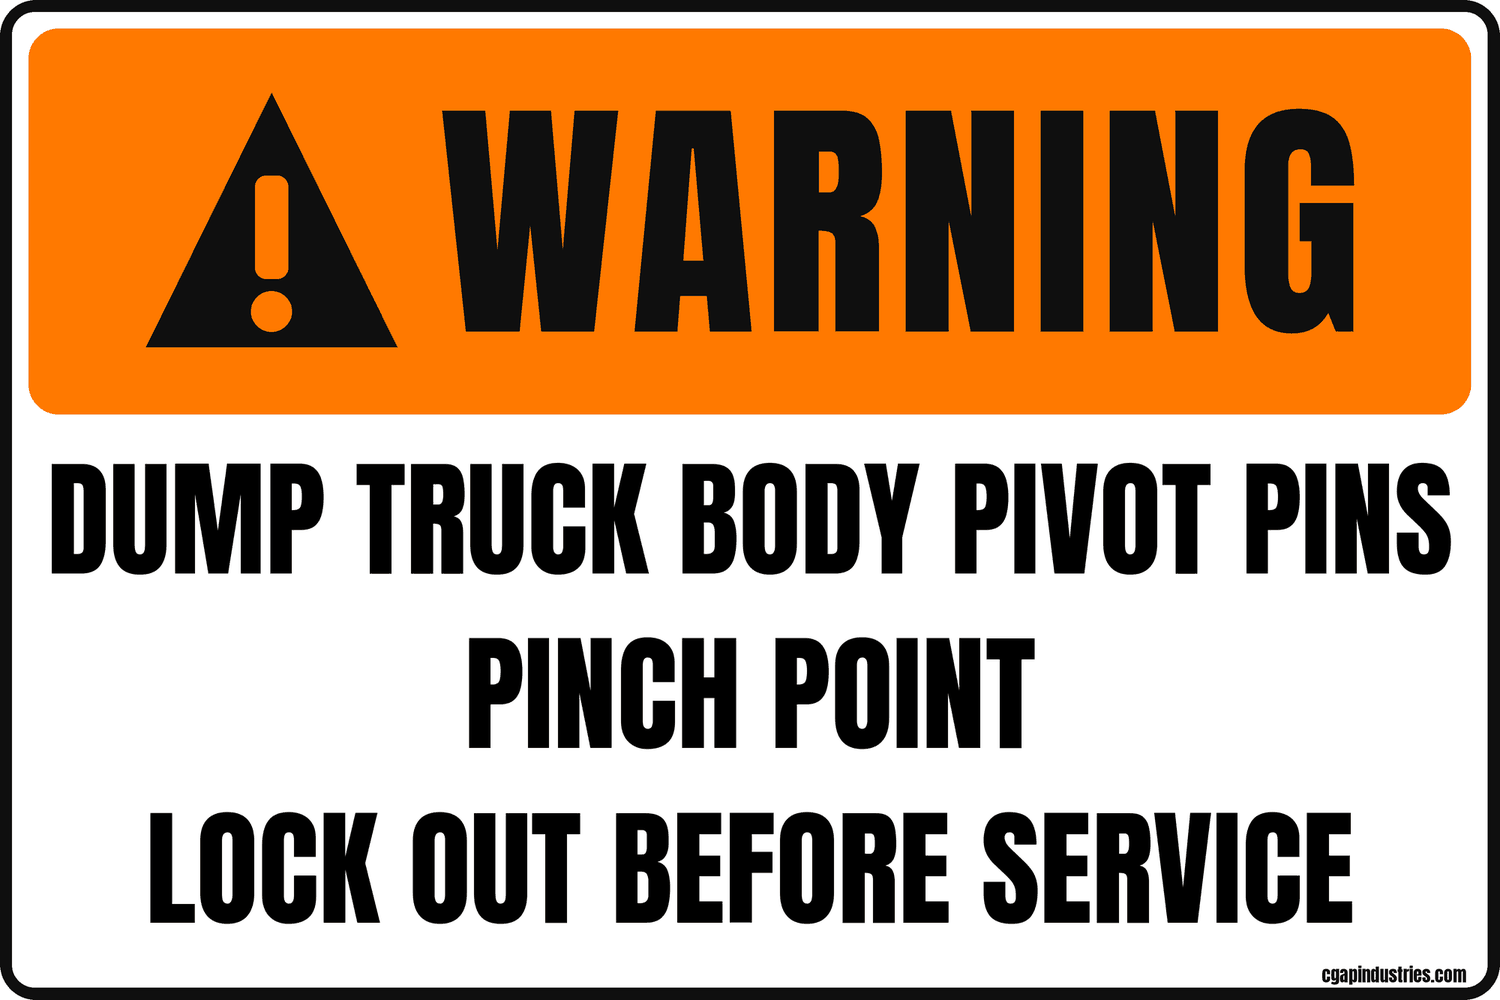 WARNING
DUMP TRUCK BODY PIVOT PINS
PINCH POINT
LOCK OUT BEFORE SERVICE
cgapindustries.com